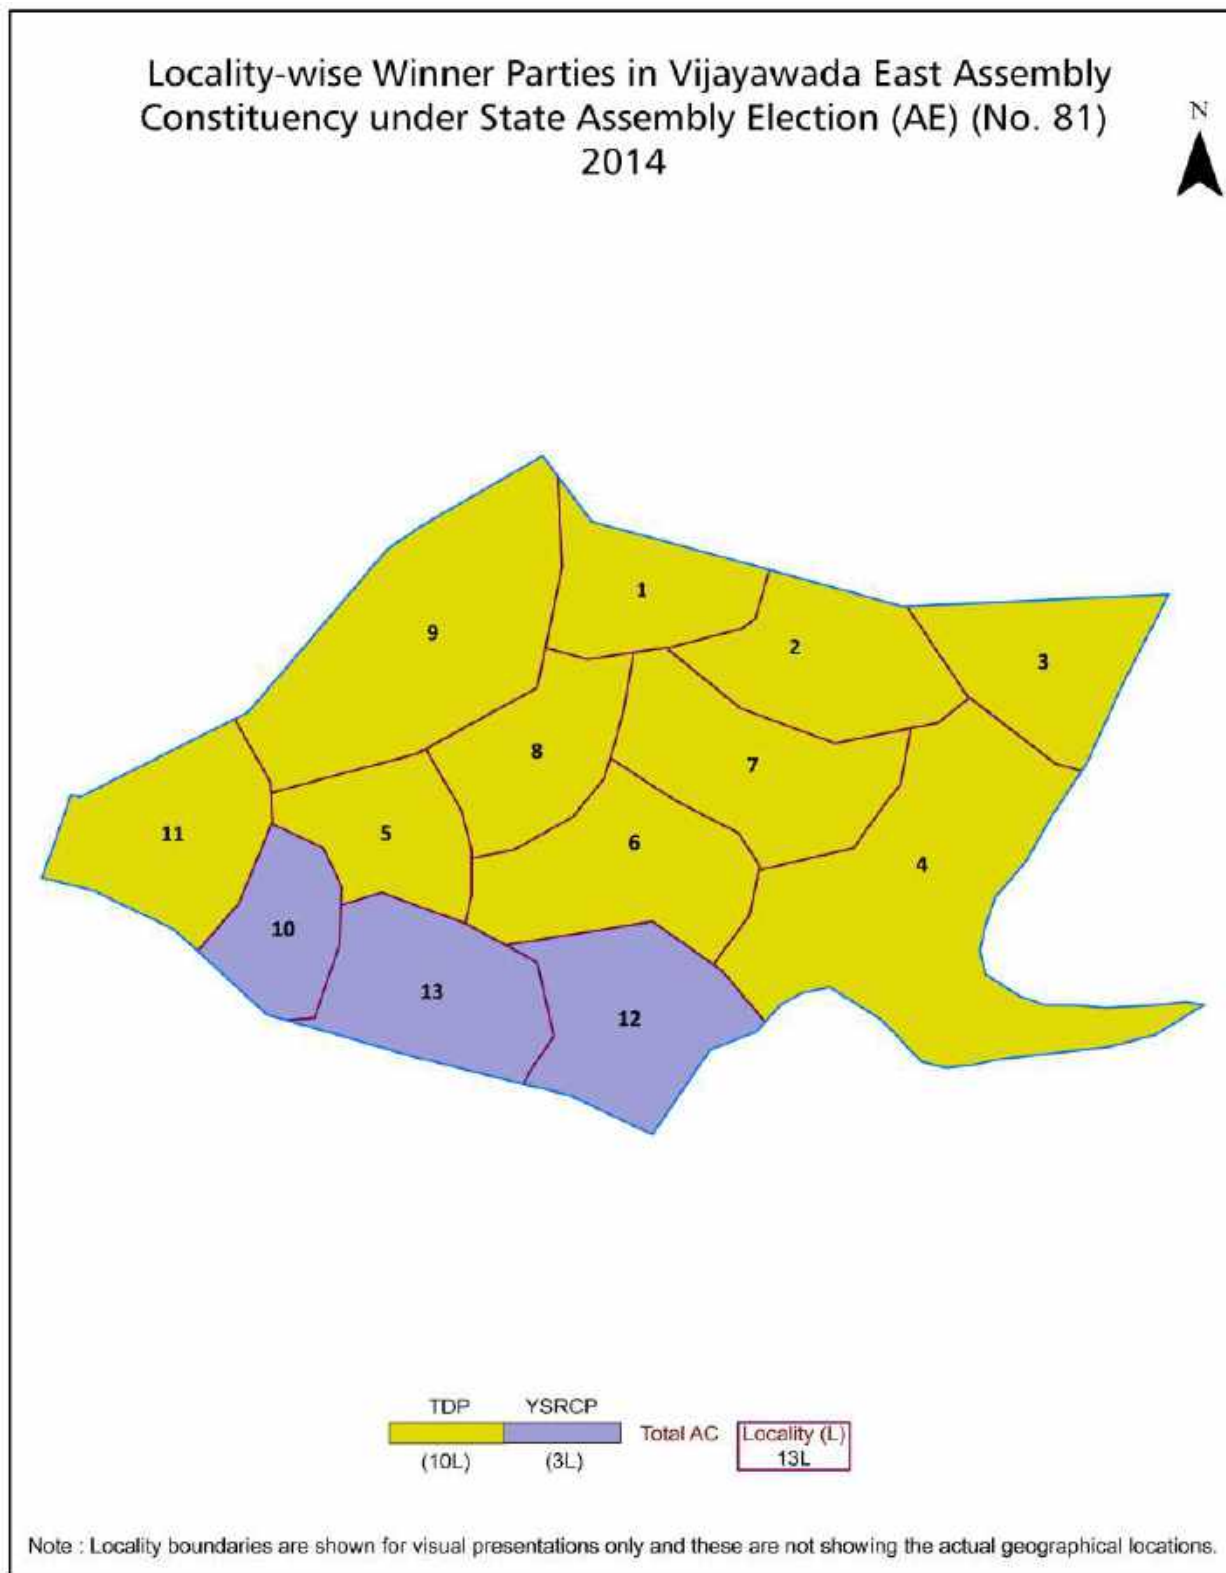 Locality-wise Winner Parties in Vijayawada East Assembly
Constituency under State Assembly Election (AE) (No. 81)
2014
N
1
9
2
3
8
7
11
5
6
4
10
13
12
TDP YSRCP
Total AC Locality (L)
(10L) (3L) 13L
Note : Locality boundaries are shown for visual presentations only and these are not showing the actual geographical locations.